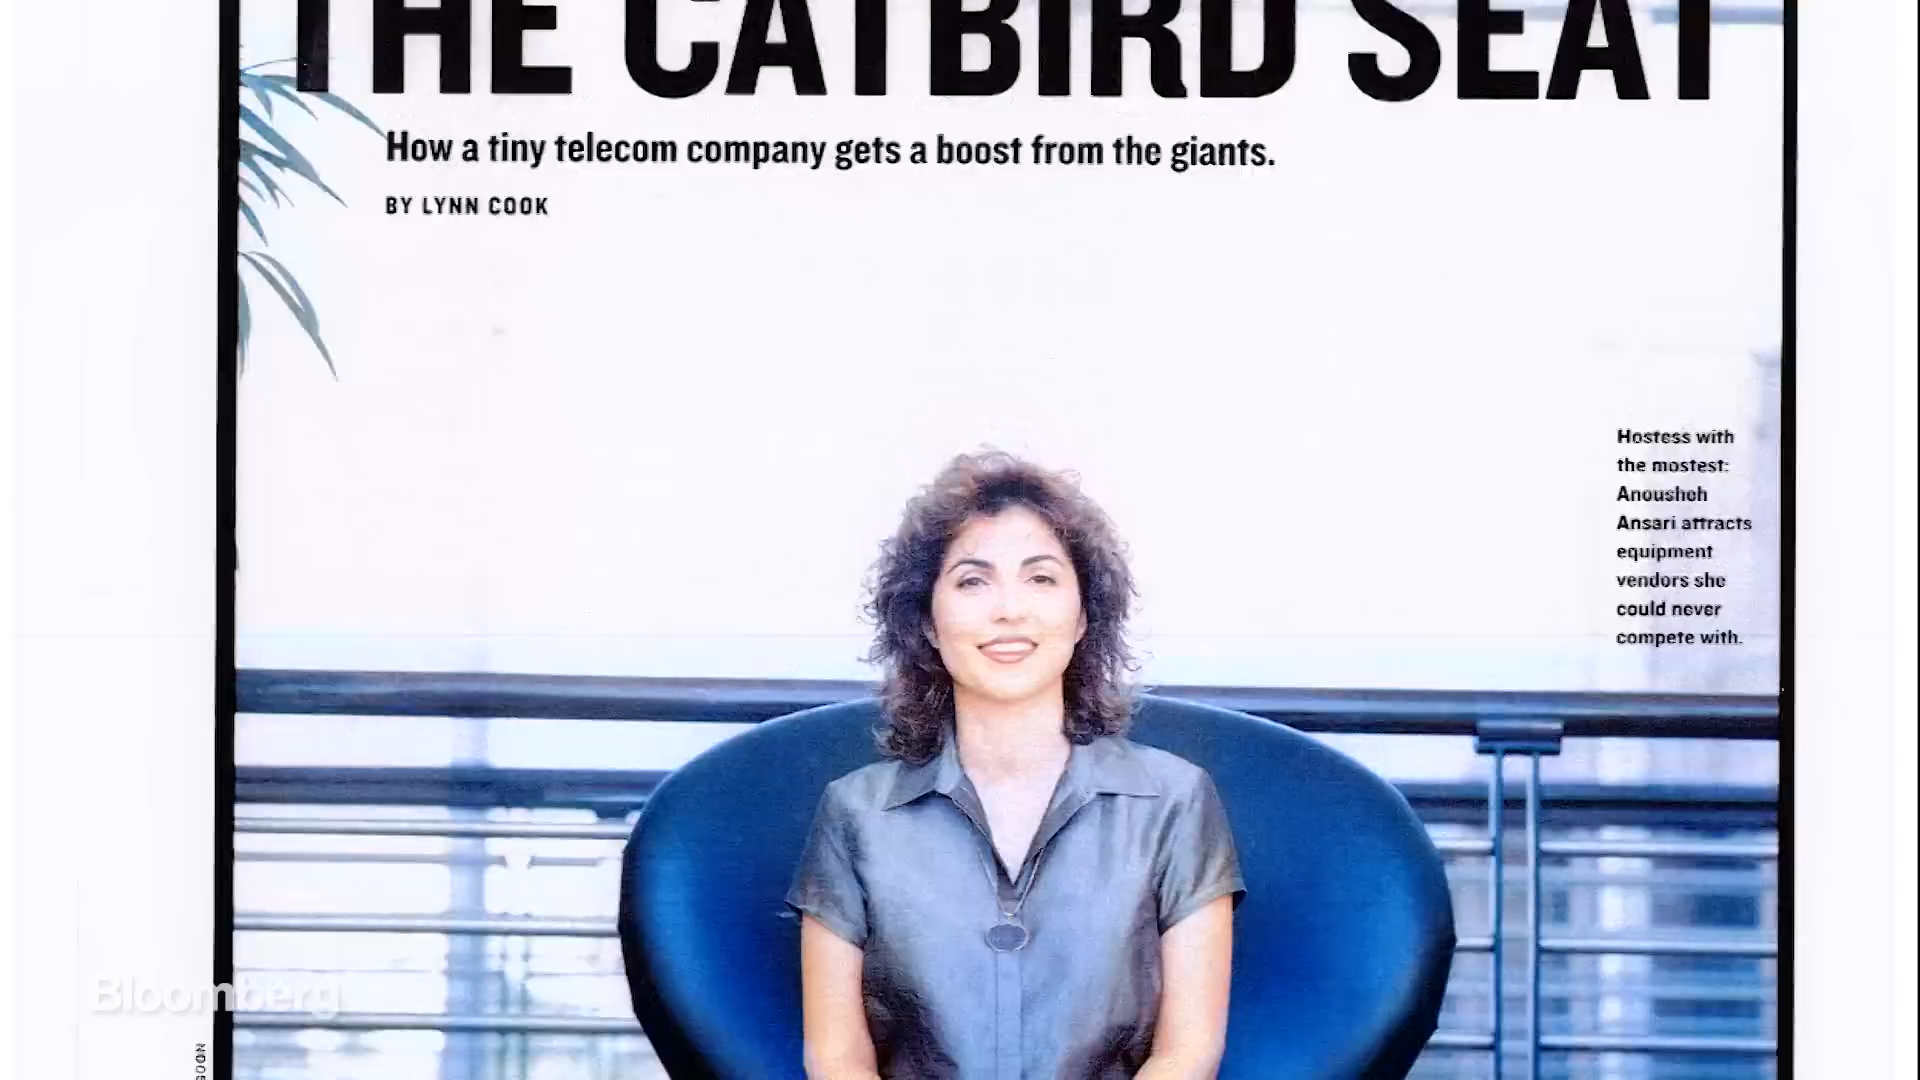 THE CATBIRD SEAT
How a tiny telecom company gets a boost from the giants.
BY LYNN COOK
Hostess with
the mostest:
Anousheh
Ansari attracts
equipment
vendors she
could never
compete with.
Bloomberg